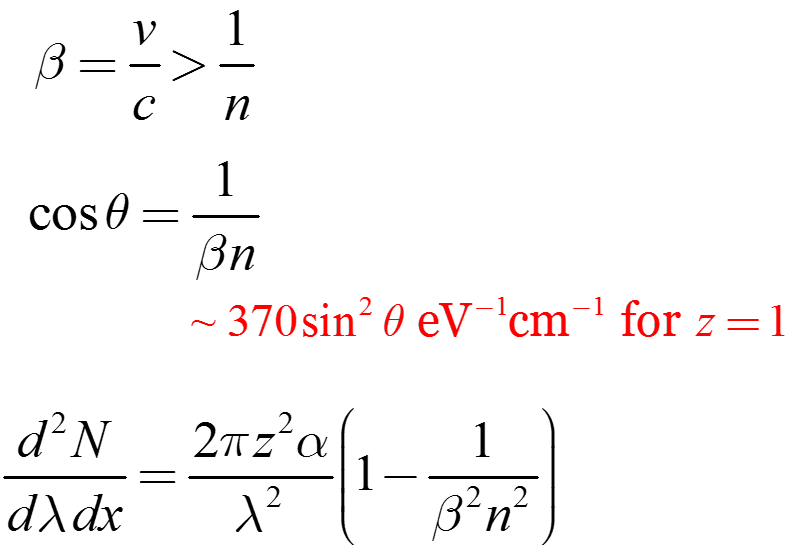 β = v/c > 1/n
cos θ = 1/βn
~ 370 sin² θ eV⁻¹cm⁻¹ for z = 1
d²N/dλdx = 2πz²α/λ² (1 − 1/β²n²)